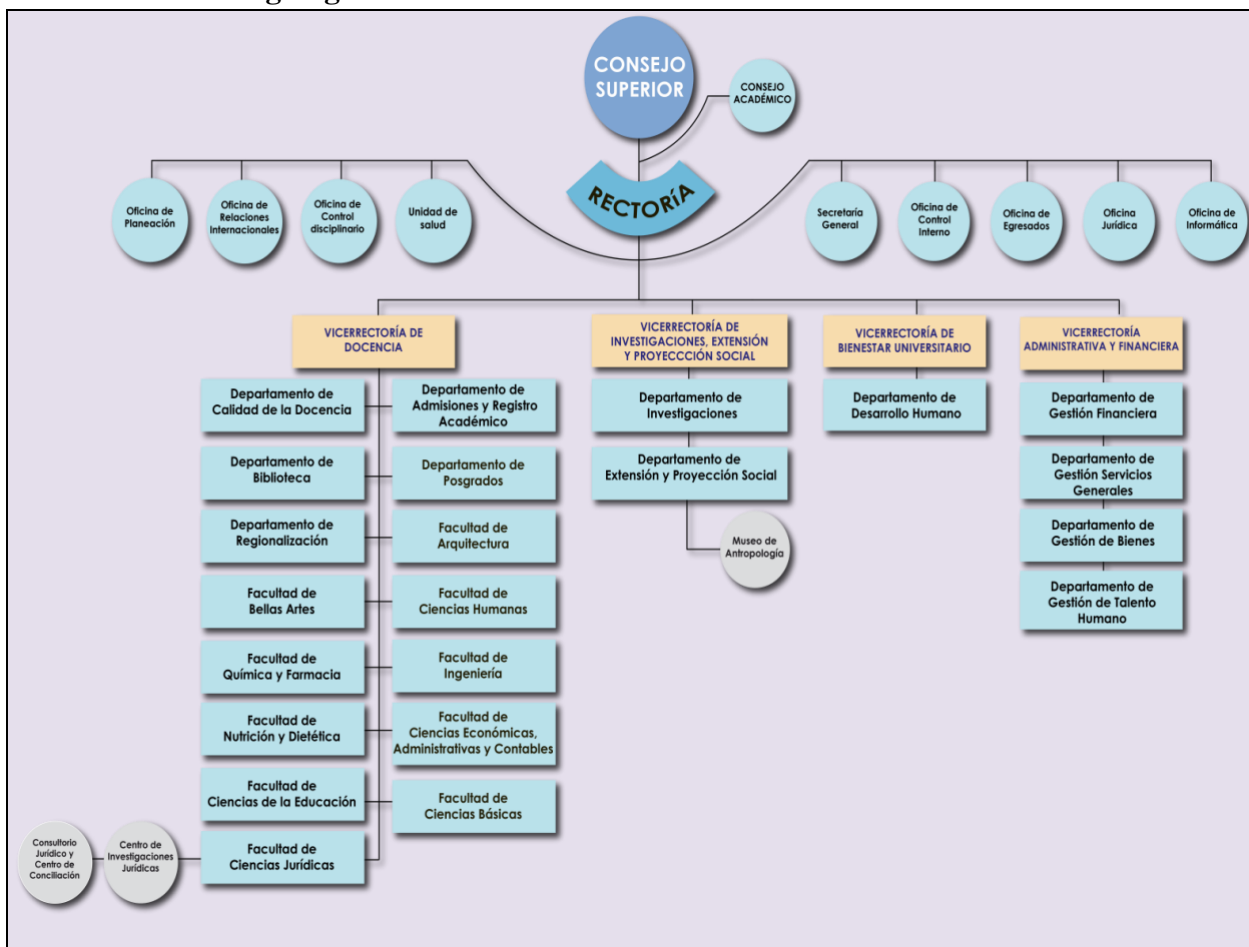 CONSEJO
SUPERIOR
CONSEJO
ACADÉMICO
RECTORÍA
Oficina de
Planeación
Oficina de
Relaciones
Internacionales
Oficina de
Control
disciplinario
Unidad de
salud
Secretaría
General
Oficina de
Control
Interno
Oficina de
Egresados
Oficina
Jurídica
Oficina de
Informática
VICERRECTORÍA DE
DOCENCIA
VICERRECTORÍA DE
INVESTIGACIONES, EXTENSIÓN
Y PROYECCCIÓN SOCIAL
VICERRECTORÍA DE
BIENESTAR UNIVERSITARIO
VICERRECTORÍA
ADMINISTRATIVA Y FINANCIERA
Departamento de
Calidad de la Docencia
Departamento de
Admisiones y Registro
Académico
Departamento de
Biblioteca
Departamento de
Posgrados
Departamento de
Regionalización
Facultad de
Arquitectura
Facultad de
Bellas Artes
Facultad de
Ciencias Humanas
Facultad de
Química y Farmacia
Facultad de
Ingeniería
Facultad de
Nutrición y Dietética
Facultad de
Ciencias Económicas,
Administrativas y Contables
Facultad de
Ciencias de la Educación
Facultad de
Ciencias Básicas
Facultad de
Ciencias Jurídicas
Centro de
Investigaciones
Jurídicas
Consultorio
Jurídico y
Centro de
Conciliación
Departamento de
Investigaciones
Departamento de
Extensión y Proyección Social
Museo de
Antropología
Departamento de
Desarrollo Humano
Departamento de
Gestión Financiera
Departamento de
Gestión Servicios
Generales
Departamento de
Gestión de Bienes
Departamento de
Gestión de Talento
Humano